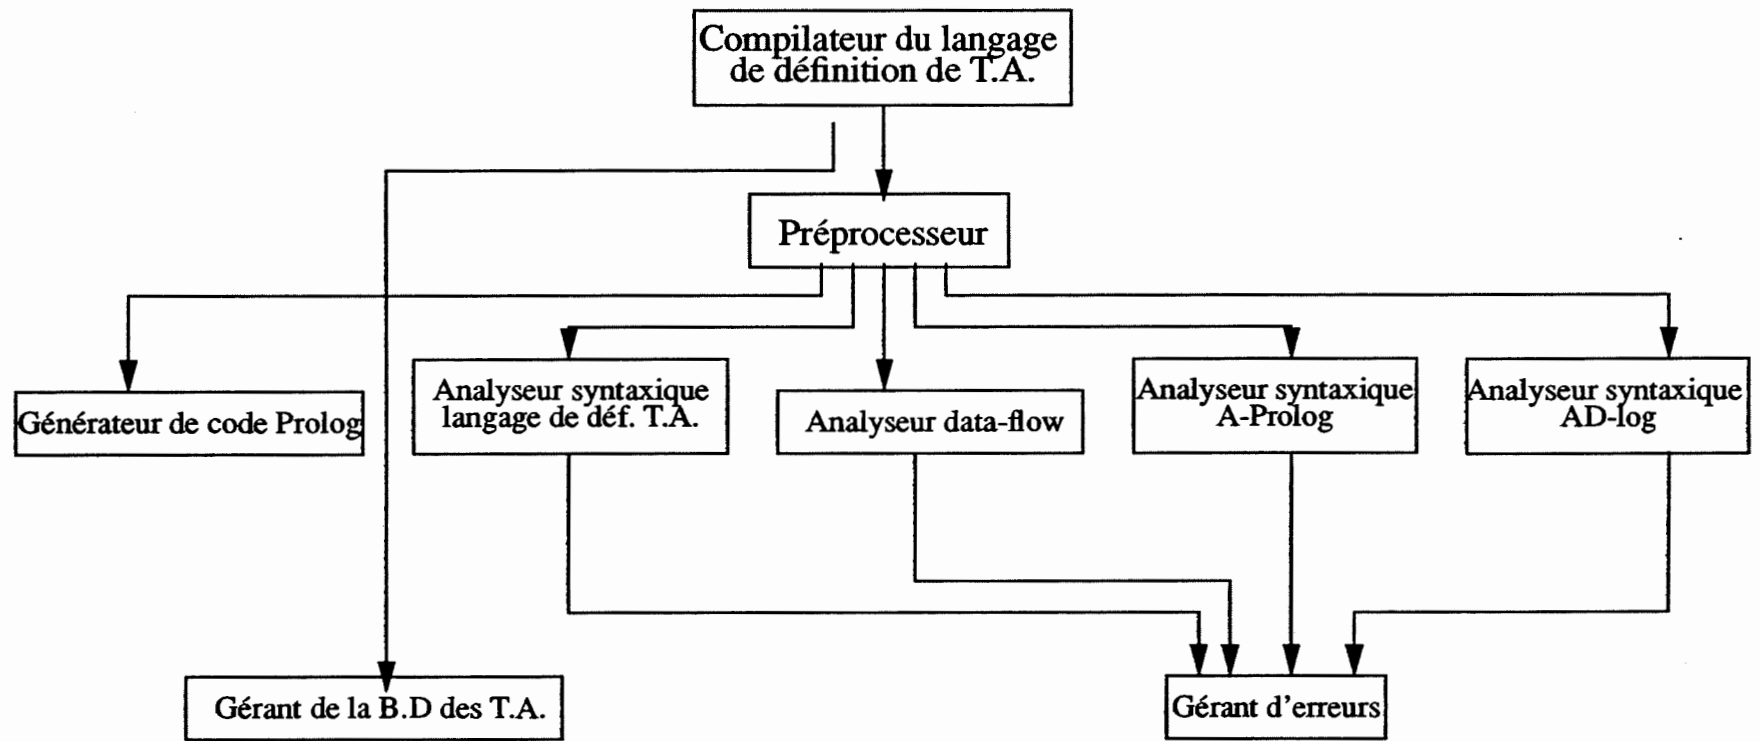 Compilateur du langage
de définition de T.A.
Préprocesseur
Générateur de code Prolog
Analyseur syntaxique
langage de déf. T.A.
Analyseur data-flow
Analyseur syntaxique
A-Prolog
Analyseur syntaxique
AD-log
Gérant de la B.D des T.A.
Gérant d'erreurs